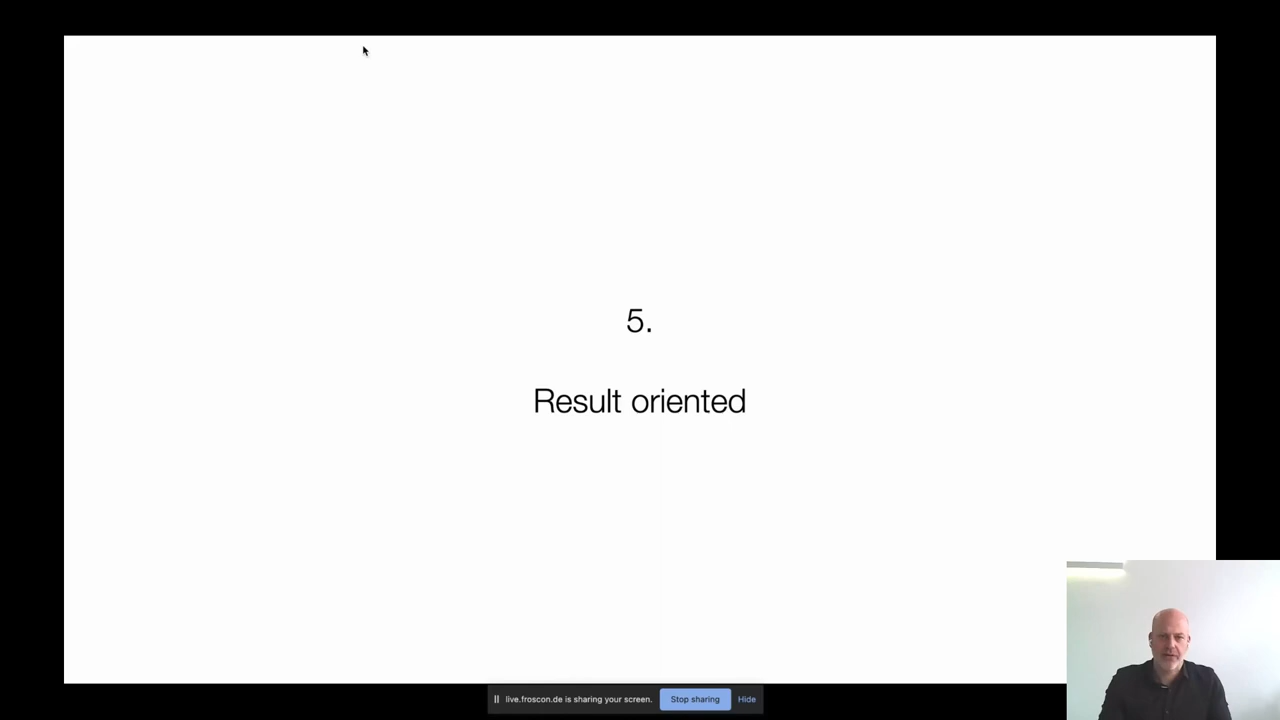 5.
Result oriented
live.froscon.de is sharing your screen.
Stop sharing
Hide